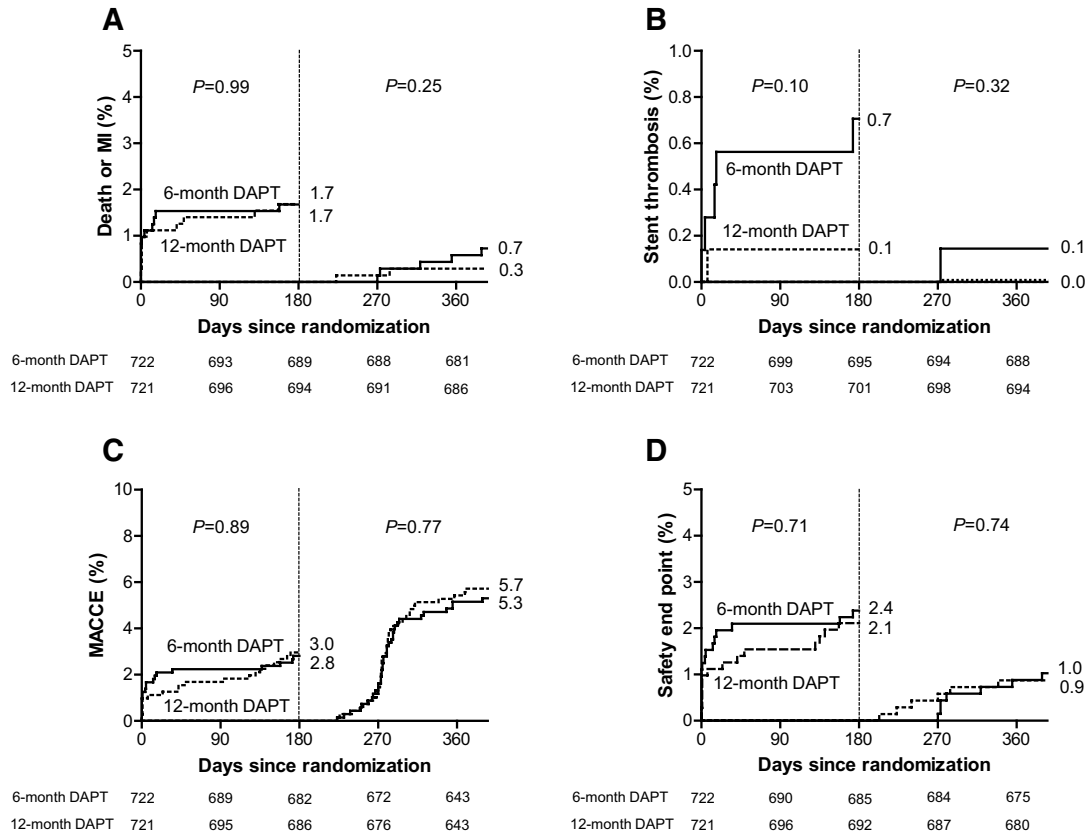 A
Death or MI (%)
5
4
3
2
1
0
P=0.99
P=0.25
6-month DAPT
12-month DAPT
1.7
1.7
0.7
0.3
0 90 180 270 360
Days since randomization
6-month DAPT 722 693 689 688 681
12-month DAPT 721 696 694 691 686
B
Stent thrombosis (%)
1.0
0.8
0.6
0.4
0.2
0.0
P=0.10
P=0.32
0.7
6-month DAPT
12-month DAPT
0.1
0.1
0.0
0 90 180 270 360
Days since randomization
6-month DAPT 722 699 695 694 688
12-month DAPT 721 703 701 698 694
C
MACCE (%)
10
8
6
4
2
0
P=0.89
P=0.77
6-month DAPT
12-month DAPT
3.0
2.8
5.7
5.3
0 90 180 270 360
Days since randomization
6-month DAPT 722 689 682 672 643
12-month DAPT 721 695 686 676 643
D
Safety end point (%)
5
4
3
2
1
0
P=0.71
P=0.74
6-month DAPT
12-month DAPT
2.4
2.1
1.0
0.9
0 90 180 270 360
Days since randomization
6-month DAPT 722 690 685 684 675
12-month DAPT 721 696 692 687 680